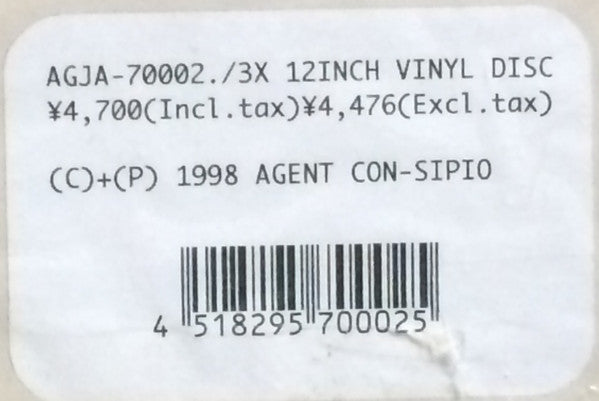 AGJA-70002./3X 12INCH VINYL DISC
¥4,700(Incl.tax)¥4,476(Excl.tax)
(C)+(P) 1998 AGENT CON-SIPIO
4 518295 700025